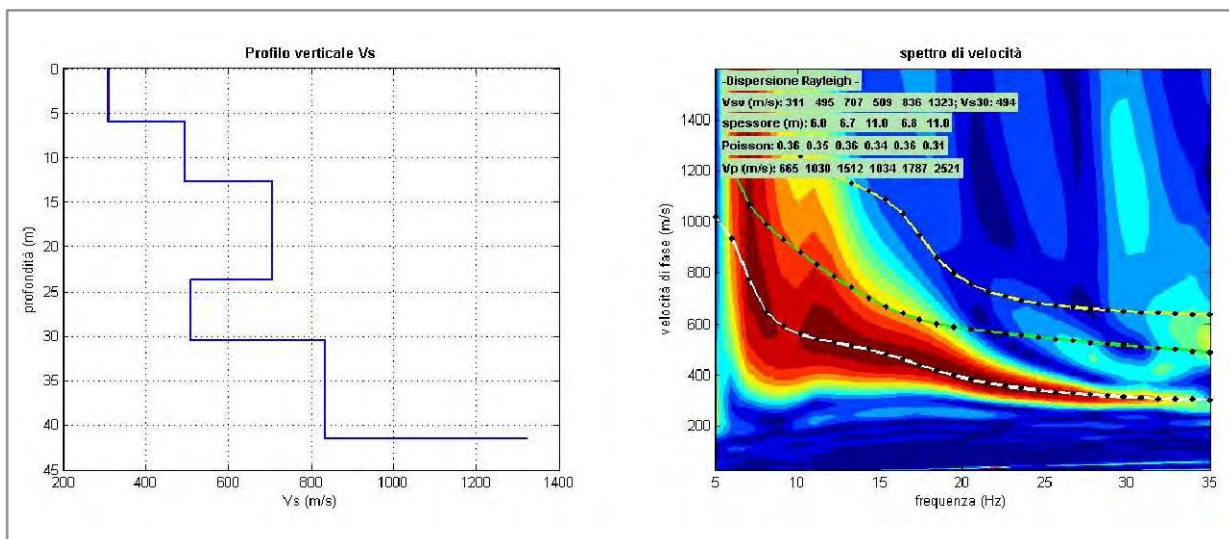 Profilo verticale Vs
0
5
10
15
20
25
30
35
40
45
profondità (m)
200
400
600
800
1000
1200
1400
Vs (m/s)
spettro di velocità
-Dispersione Rayleigh -
Vsv (m/s): 311 495 707 509 836 1323; Vs30: 494
spessore (m): 6.0 6.7 11.0 6.8 11.0
Poisson: 0.36 0.35 0.36 0.34 0.36 0.31
Vp (m/s): 665 1030 1512 1034 1787 2521
1600
1400
1200
1000
800
600
400
200
velocità di fase (m/s)
5
10
15
20
25
30
35
frequenza (Hz)